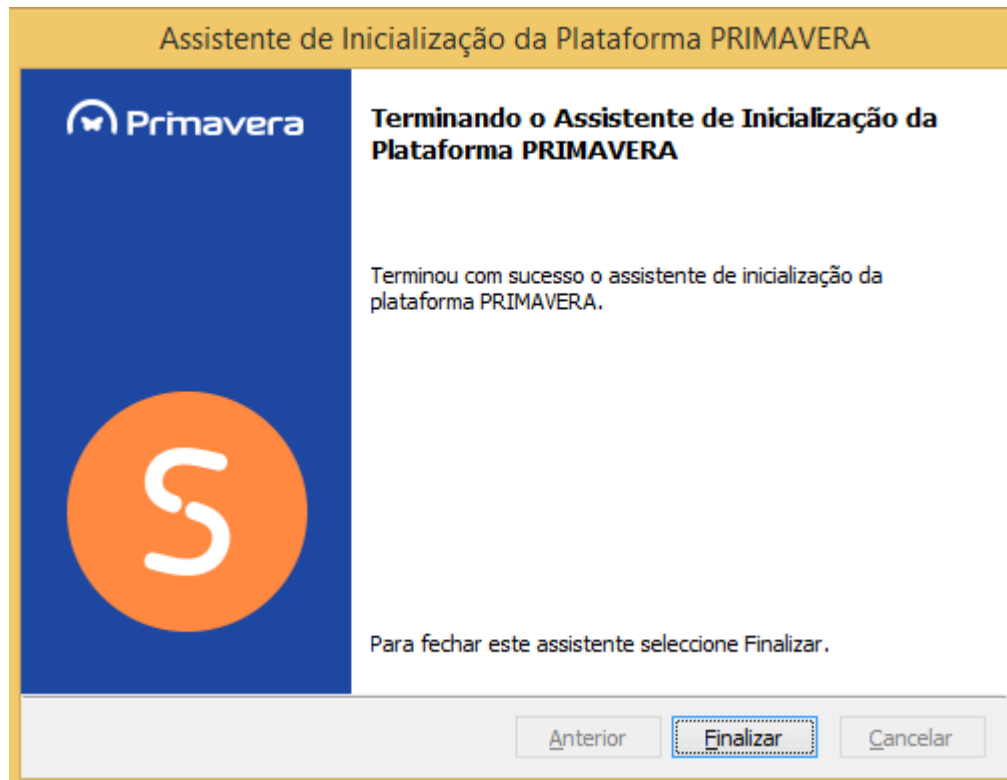 Assistente de Inicialização da Plataforma PRIMAVERA
Primavera
Terminando o Assistente de Inicialização da
Plataforma PRIMAVERA
Terminou com sucesso o assistente de inicialização da
plataforma PRIMAVERA.
S
Para fechar este assistente seleccione Finalizar.
Anterior
Finalizar
Cancelar